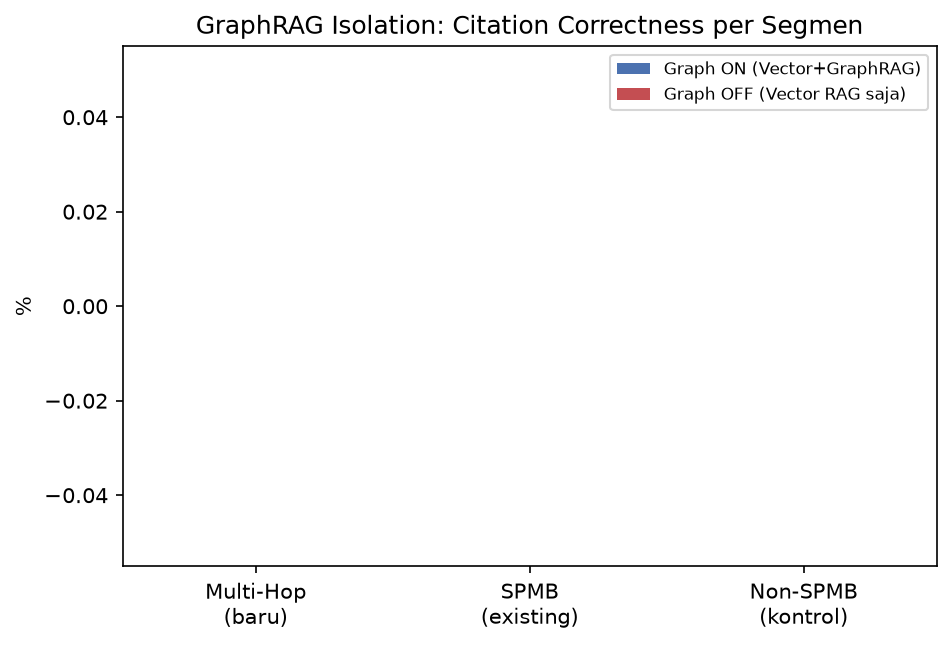 GraphRAG Isolation: Citation Correctness per Segmen
Graph ON (Vector+GraphRAG)
Graph OFF (Vector RAG saja)
0.04
0.02
0.00
−0.02
−0.04
%
Multi-Hop
(baru)
SPMB
(existing)
Non-SPMB
(kontrol)